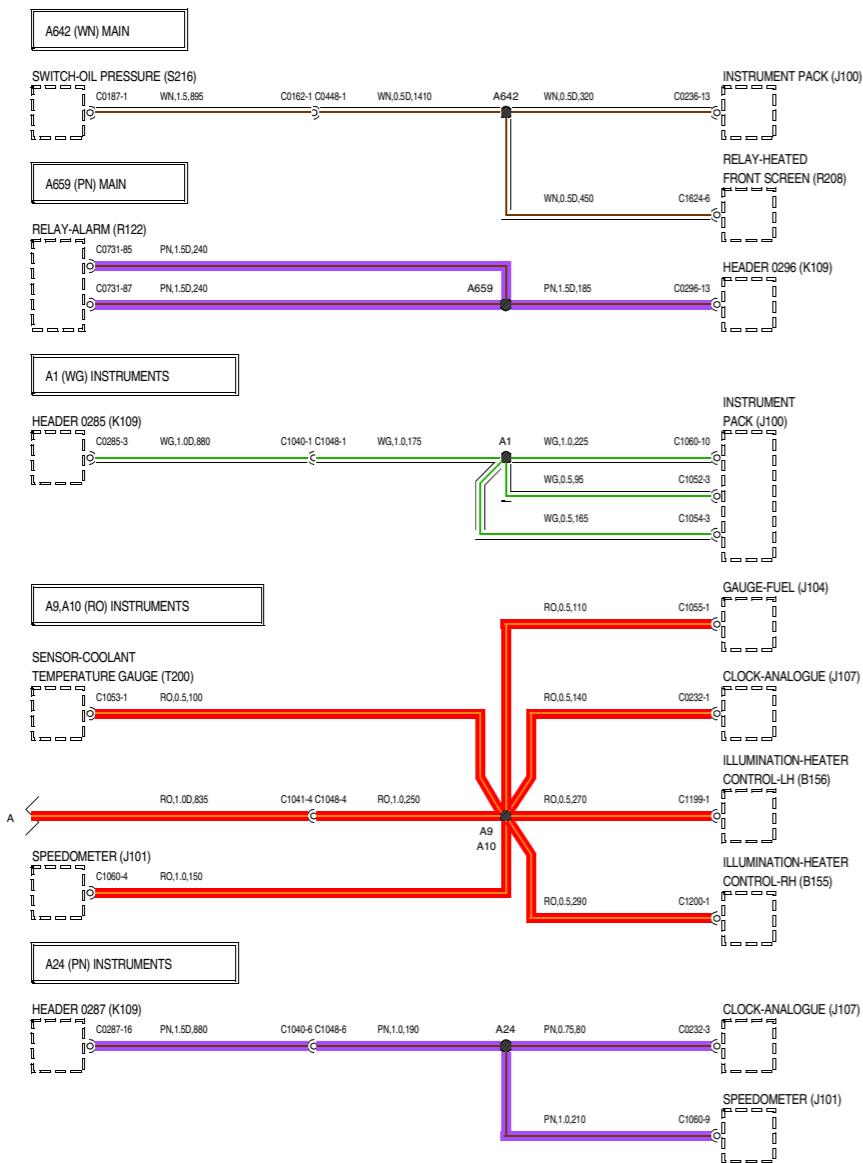 A642 (WN) MAIN
SWITCH-OIL PRESSURE (S216)
INSTRUMENT PACK (J100)
C0187-1 WN,1.5,895 C0162-1 C0448-1 WN,0.5D,1410 A642 WN,0.5D,320 C0236-13
RELAY-HEATED
FRONT SCREEN (R208)
A659 (PN) MAIN
WN,0.5D,450 C1624-6
RELAY-ALARM (R122)
C0731-85 PN,1.5D,240
HEADER 0296 (K109)
C0731-87 PN,1.5D,240 A659 PN,1.5D,185 C0296-13
A1 (WG) INSTRUMENTS
INSTRUMENT
PACK (J100)
HEADER 0285 (K109)
C0285-3 WG,1.0D,880 C1040-1 C1048-1 WG,1.0,175 A1 WG,1.0,225 C1060-10
WG,0.5,95 C1052-3
WG,0.5,165 C1054-3
A9,A10 (RO) INSTRUMENTS
GAUGE-FUEL (J104)
RO,0.5,110 C1055-1
SENSOR-COOLANT
TEMPERATURE GAUGE (T200)
CLOCK-ANALOGUE (J107)
C1053-1 RO,0.5,100 RO,0.5,140 C0232-1
ILLUMINATION-HEATER
CONTROL-LH (B156)
A RO,1.0D,835 C1041-4 C1048-4 RO,1.0,250 RO,0.5,270 C1199-1
A9
A10
SPEEDOMETER (J101)
ILLUMINATION-HEATER
CONTROL-RH (B155)
C1060-4 RO,1.0,150
RO,0.5,290 C1200-1
A24 (PN) INSTRUMENTS
HEADER 0287 (K109)
CLOCK-ANALOGUE (J107)
C0287-16 PN,1.5D,880 C1040-6 C1048-6 PN,1.0,190 A24 PN,0.75,80 C0232-3
SPEEDOMETER (J101)
PN,1.0,210 C1060-9